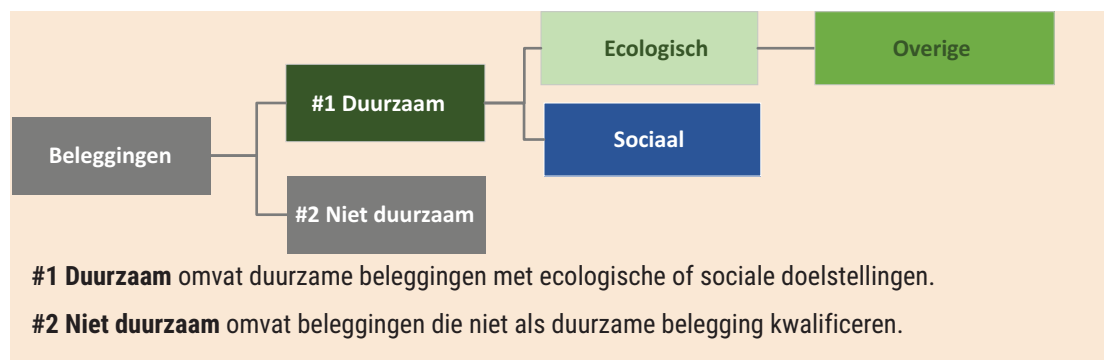 Ecologisch
Overige
#1 Duurzaam
Sociaal
Beleggingen
#2 Niet duurzaam
#1 Duurzaam omvat duurzame beleggingen met ecologische of sociale doelstellingen.
#2 Niet duurzaam omvat beleggingen die niet als duurzame belegging kwalificeren.